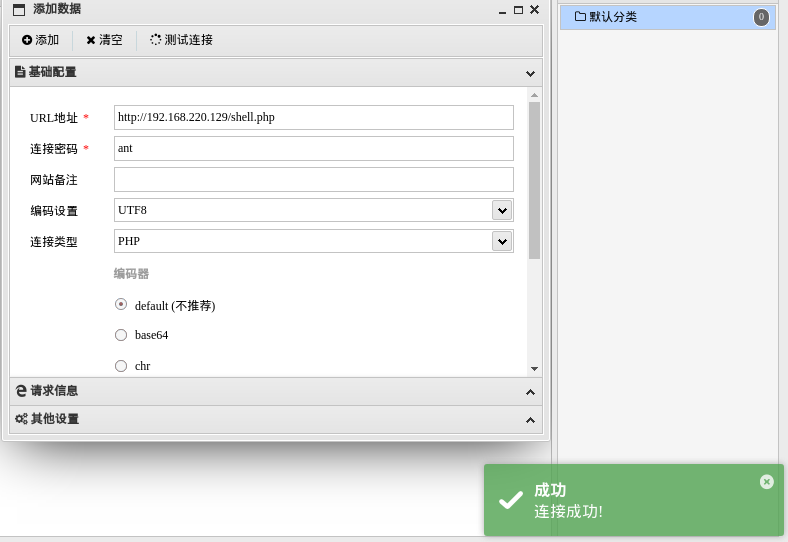 添加数据
添加 清空 测试连接
基础配置
URL地址 * http://192.168.220.129/shell.php
连接密码 * ant
网站备注
编码设置 UTF8
连接类型 PHP
编码器
default (不推荐)
base64
chr
请求信息
其他设置
默认分类 0
成功
连接成功!